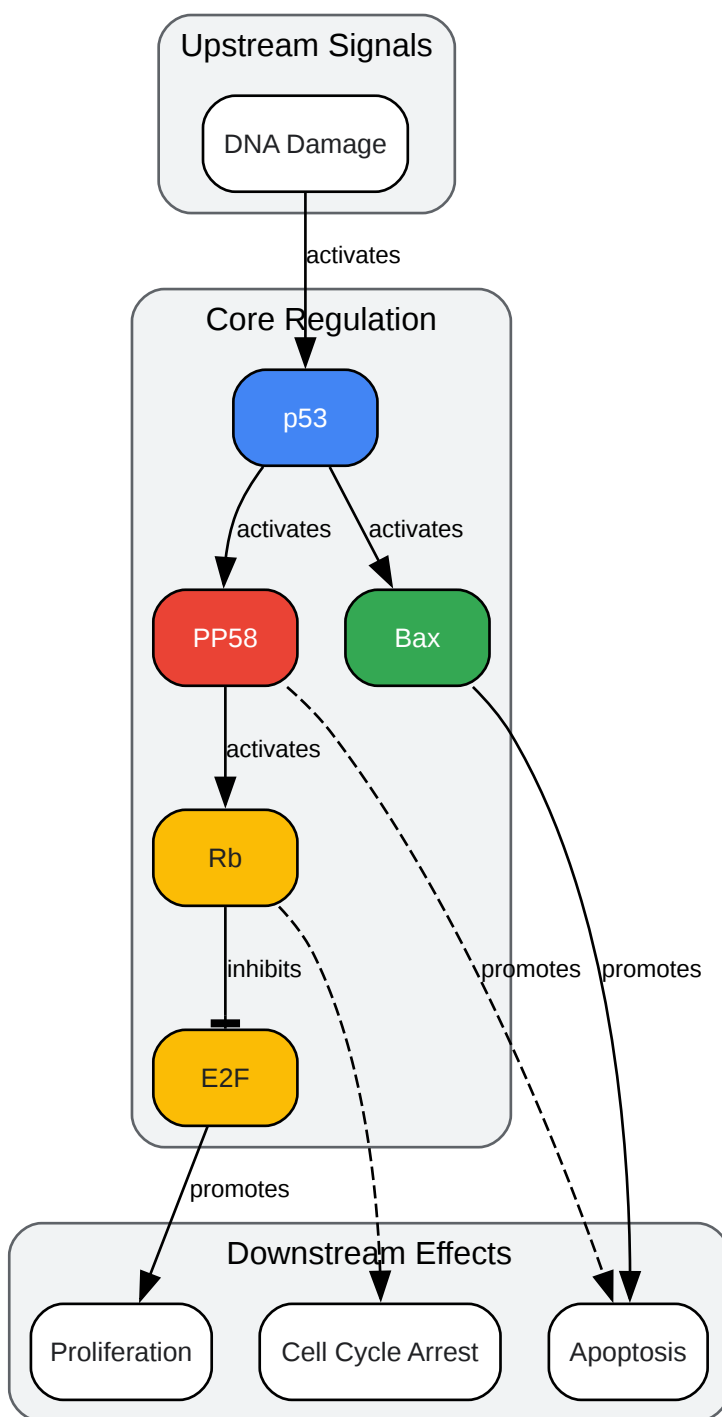 Upstream Signals
DNA Damage
activates
Core Regulation
p53
activates
activates
PP58
Bax
activates
Rb
inhibits
promotes
promotes
E2F
promotes
Downstream Effects
Proliferation
Cell Cycle Arrest
Apoptosis